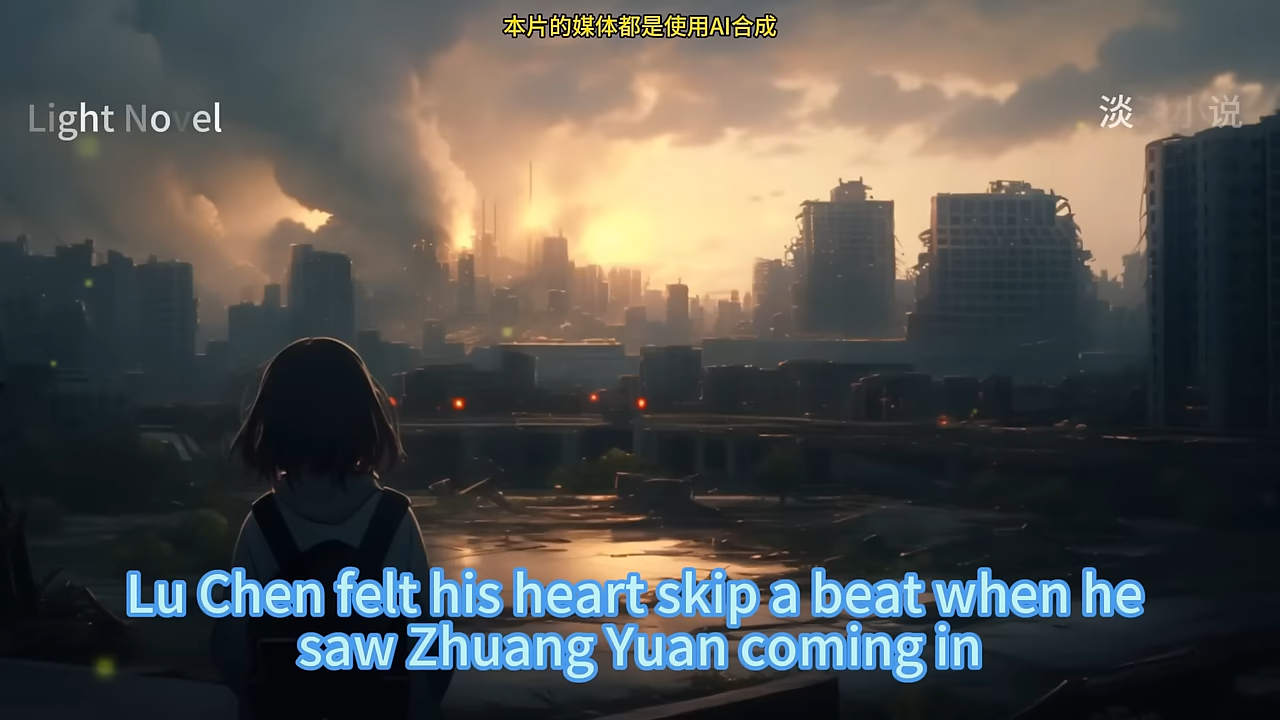 本片的媒体都是使用AI合成
Light Novel
淡 小说
Lu Chen felt his heart skip a beat when he
saw Zhuang Yuan coming in